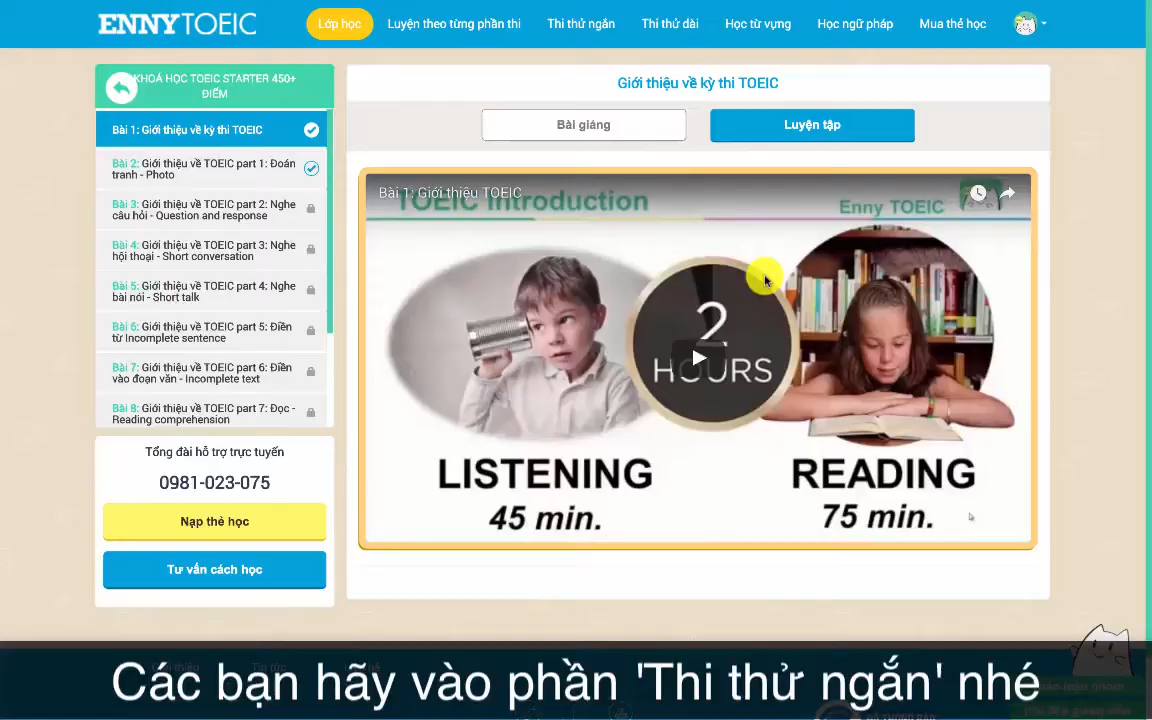 ENNYTOEIC
Lớp học
Luyện theo từng phần thi
Thi thử ngắn
Thi thử dài
Học từ vựng
Học ngữ pháp
Mua thẻ học
KHOÁ HỌC TOEIC STARTER 450+
ĐIỂM
Bài 1: Giới thiệu về kỳ thi TOEIC
Bài 2: Giới thiệu về TOEIC part 1: Đoán
tranh - Photo
Bài 3: Giới thiệu về TOEIC part 2: Nghe
câu hỏi - Question and response
Bài 4: Giới thiệu về TOEIC part 3: Nghe
hội thoại - Short conversation
Bài 5: Giới thiệu về TOEIC part 4: Nghe
bài nói - Short talk
Bài 6: Giới thiệu về TOEIC part 5: Điền
từ Incomplete sentence
Bài 7: Giới thiệu về TOEIC part 6: Điền
vào đoạn văn - Incomplete text
Bài 8: Giới thiệu về TOEIC part 7: Đọc -
Reading comprehension
Tổng đài hỗ trợ trực tuyến
0981-023-075
Nạp thẻ học
Tư vấn cách học
Giới thiệu về kỳ thi TOEIC
Bài giảng
Luyện tập
Bài 1: Giới thiệu TOEIC
TOEIC Introduction
Enny TOEIC
2
HOURS
LISTENING
45 min.
READING
75 min.
Các bạn hãy vào phần 'Thi thử ngắn' nhé